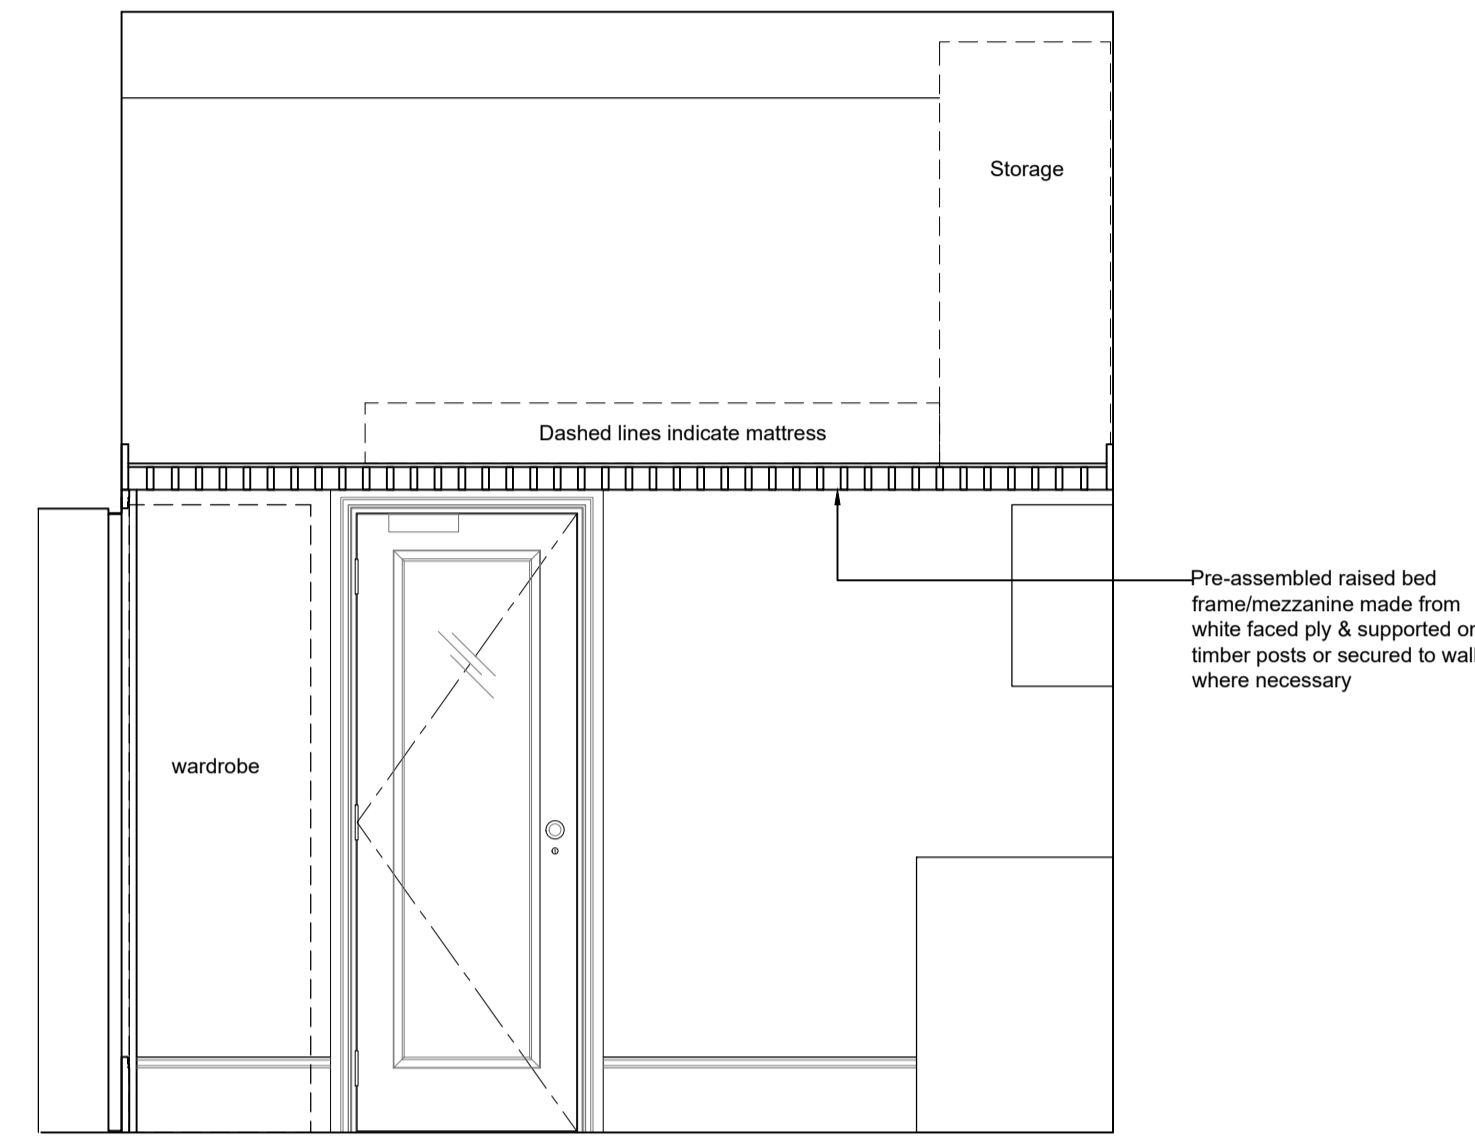 Storage
Dashed lines indicate mattress
Pre-assembled raised bed
frame/mezzanine made from
white faced ply & supported on
timber posts or secured to wall
where necessary
wardrobe